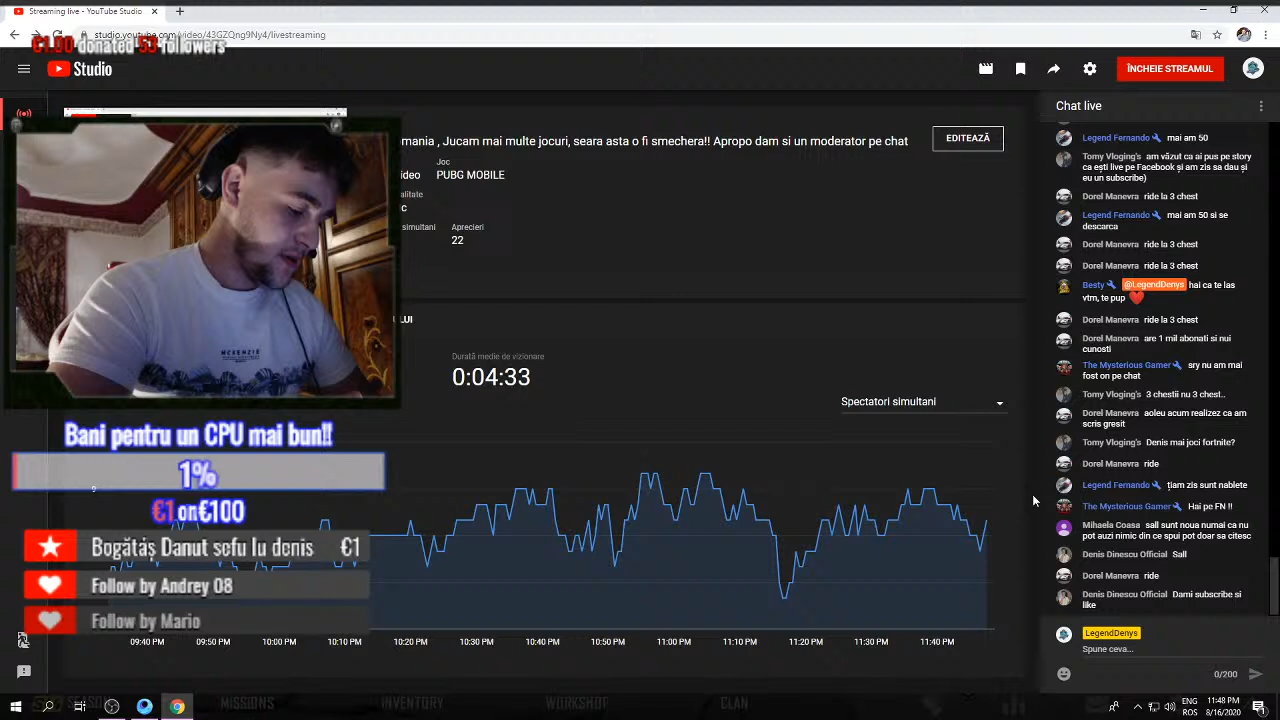 Streaming live - YouTube Studio
studio.youtube.com/video/43GZQng9Ny4/livestreaming
€1.00 donated 53 followers
Studio
ÎNCHEIE STREAMUL
mania , Jucam mai multe jocuri, seara asta o fi smechera!! Apropo dam si un moderator pe chat
EDITEAZĂ
Joc
ideo PUBG MOBILE
alitate
c
simultani Aprecieri
22
ULUI
Durată medie de vizionare
0:04:33
Spectatori simultani
MCKENZIE
Bani pentru un CPU mai bun!!
1%
€1 on €100
Bogătáș Danut sefu lu denis €1
Follow by Andrey 08
Follow by Mario
09:40 PM 09:50 PM 10:00 PM 10:10 PM 10:20 PM 10:30 PM 10:40 PM 10:50 PM 11:00 PM 11:10 PM 11:20 PM 11:30 PM 11:40 PM
Chat live
Legend Fernando mai am 50
Tomy Vloging's am văzut ca ai pus pe story
ca ești live pe Facebook și am zis sa dau și
eu un subscribe)
Dorel Manevra ride la 3 chest
Legend Fernando mai am 50 si se
descarca
Dorel Manevra ride la 3 chest
Dorel Manevra ride la 3 chest
Besty @LegendDenys hai ca te las
vtm, te pup ❤
Dorel Manevra ride la 3 chest
Dorel Manevra are 1 mil abonati si nui
cunosti
The Mysterious Gamer sry nu am mai
fost on pe chat
Tomy Vloging's 3 chestii nu 3 chest..
Dorel Manevra aoleu acum realizez ca am
scris gresit
Tomy Vloging's Denis mai joci fortnite?
Dorel Manevra ride
Legend Fernando țiam zis sunt nablete
The Mysterious Gamer Hai pe FN !!
Mihaela Coasa sall sunt noua numai ca nu
pot auzi nimic din ce spui pot doar sa citesc
Denis Dinescu Official Sall
Dorel Manevra ride
Denis Dinescu Official Dami subscribe si
like
LegendDenys
Spune ceva...
0/200
SEASON MISSIONS INVENTORY WORKSHOP CLAN
ENG 11:48 PM
ROS 8/16/2020